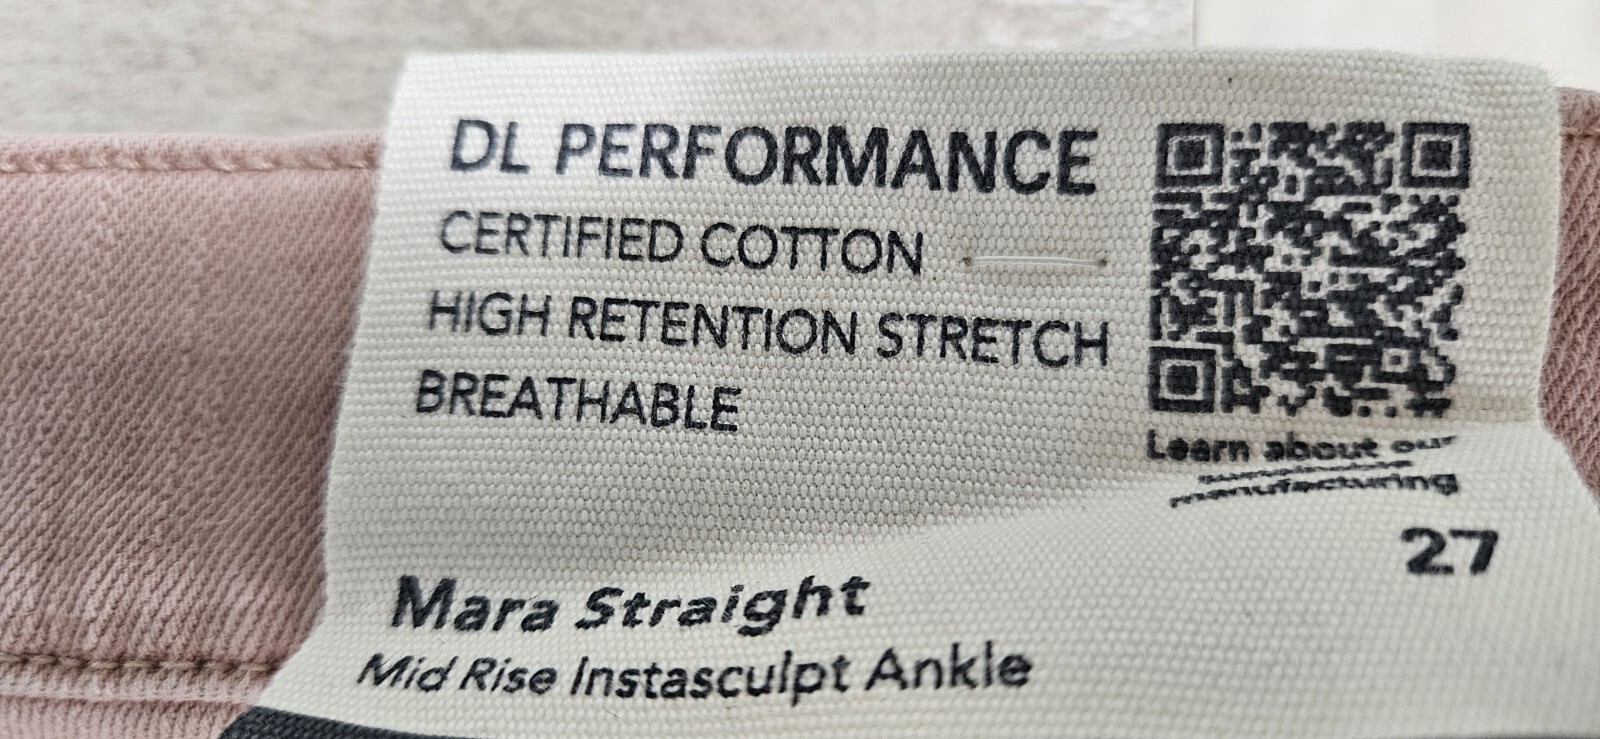 DL PERFORMANCE
CERTIFIED COTTON
HIGH RETENTION STRETCH
BREATHABLE
Learn about our
sustainable
manufacturing
27
Mara Straight
Mid Rise Instasculpt Ankle